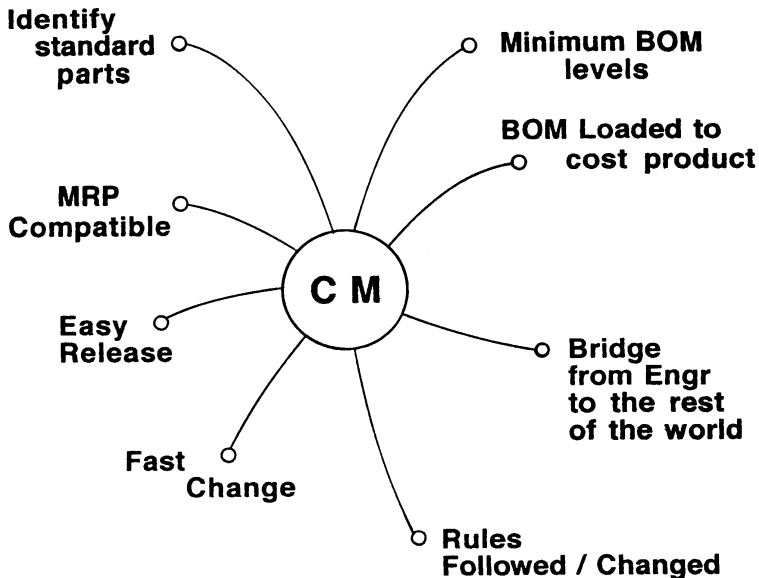 Identify
standard
parts
Minimum BOM
levels
BOM Loaded to
cost product
MRP
Compatible
C M
Easy
Release
Bridge
from Engr
to the rest
of the world
Fast
Change
Rules
Followed / Changed